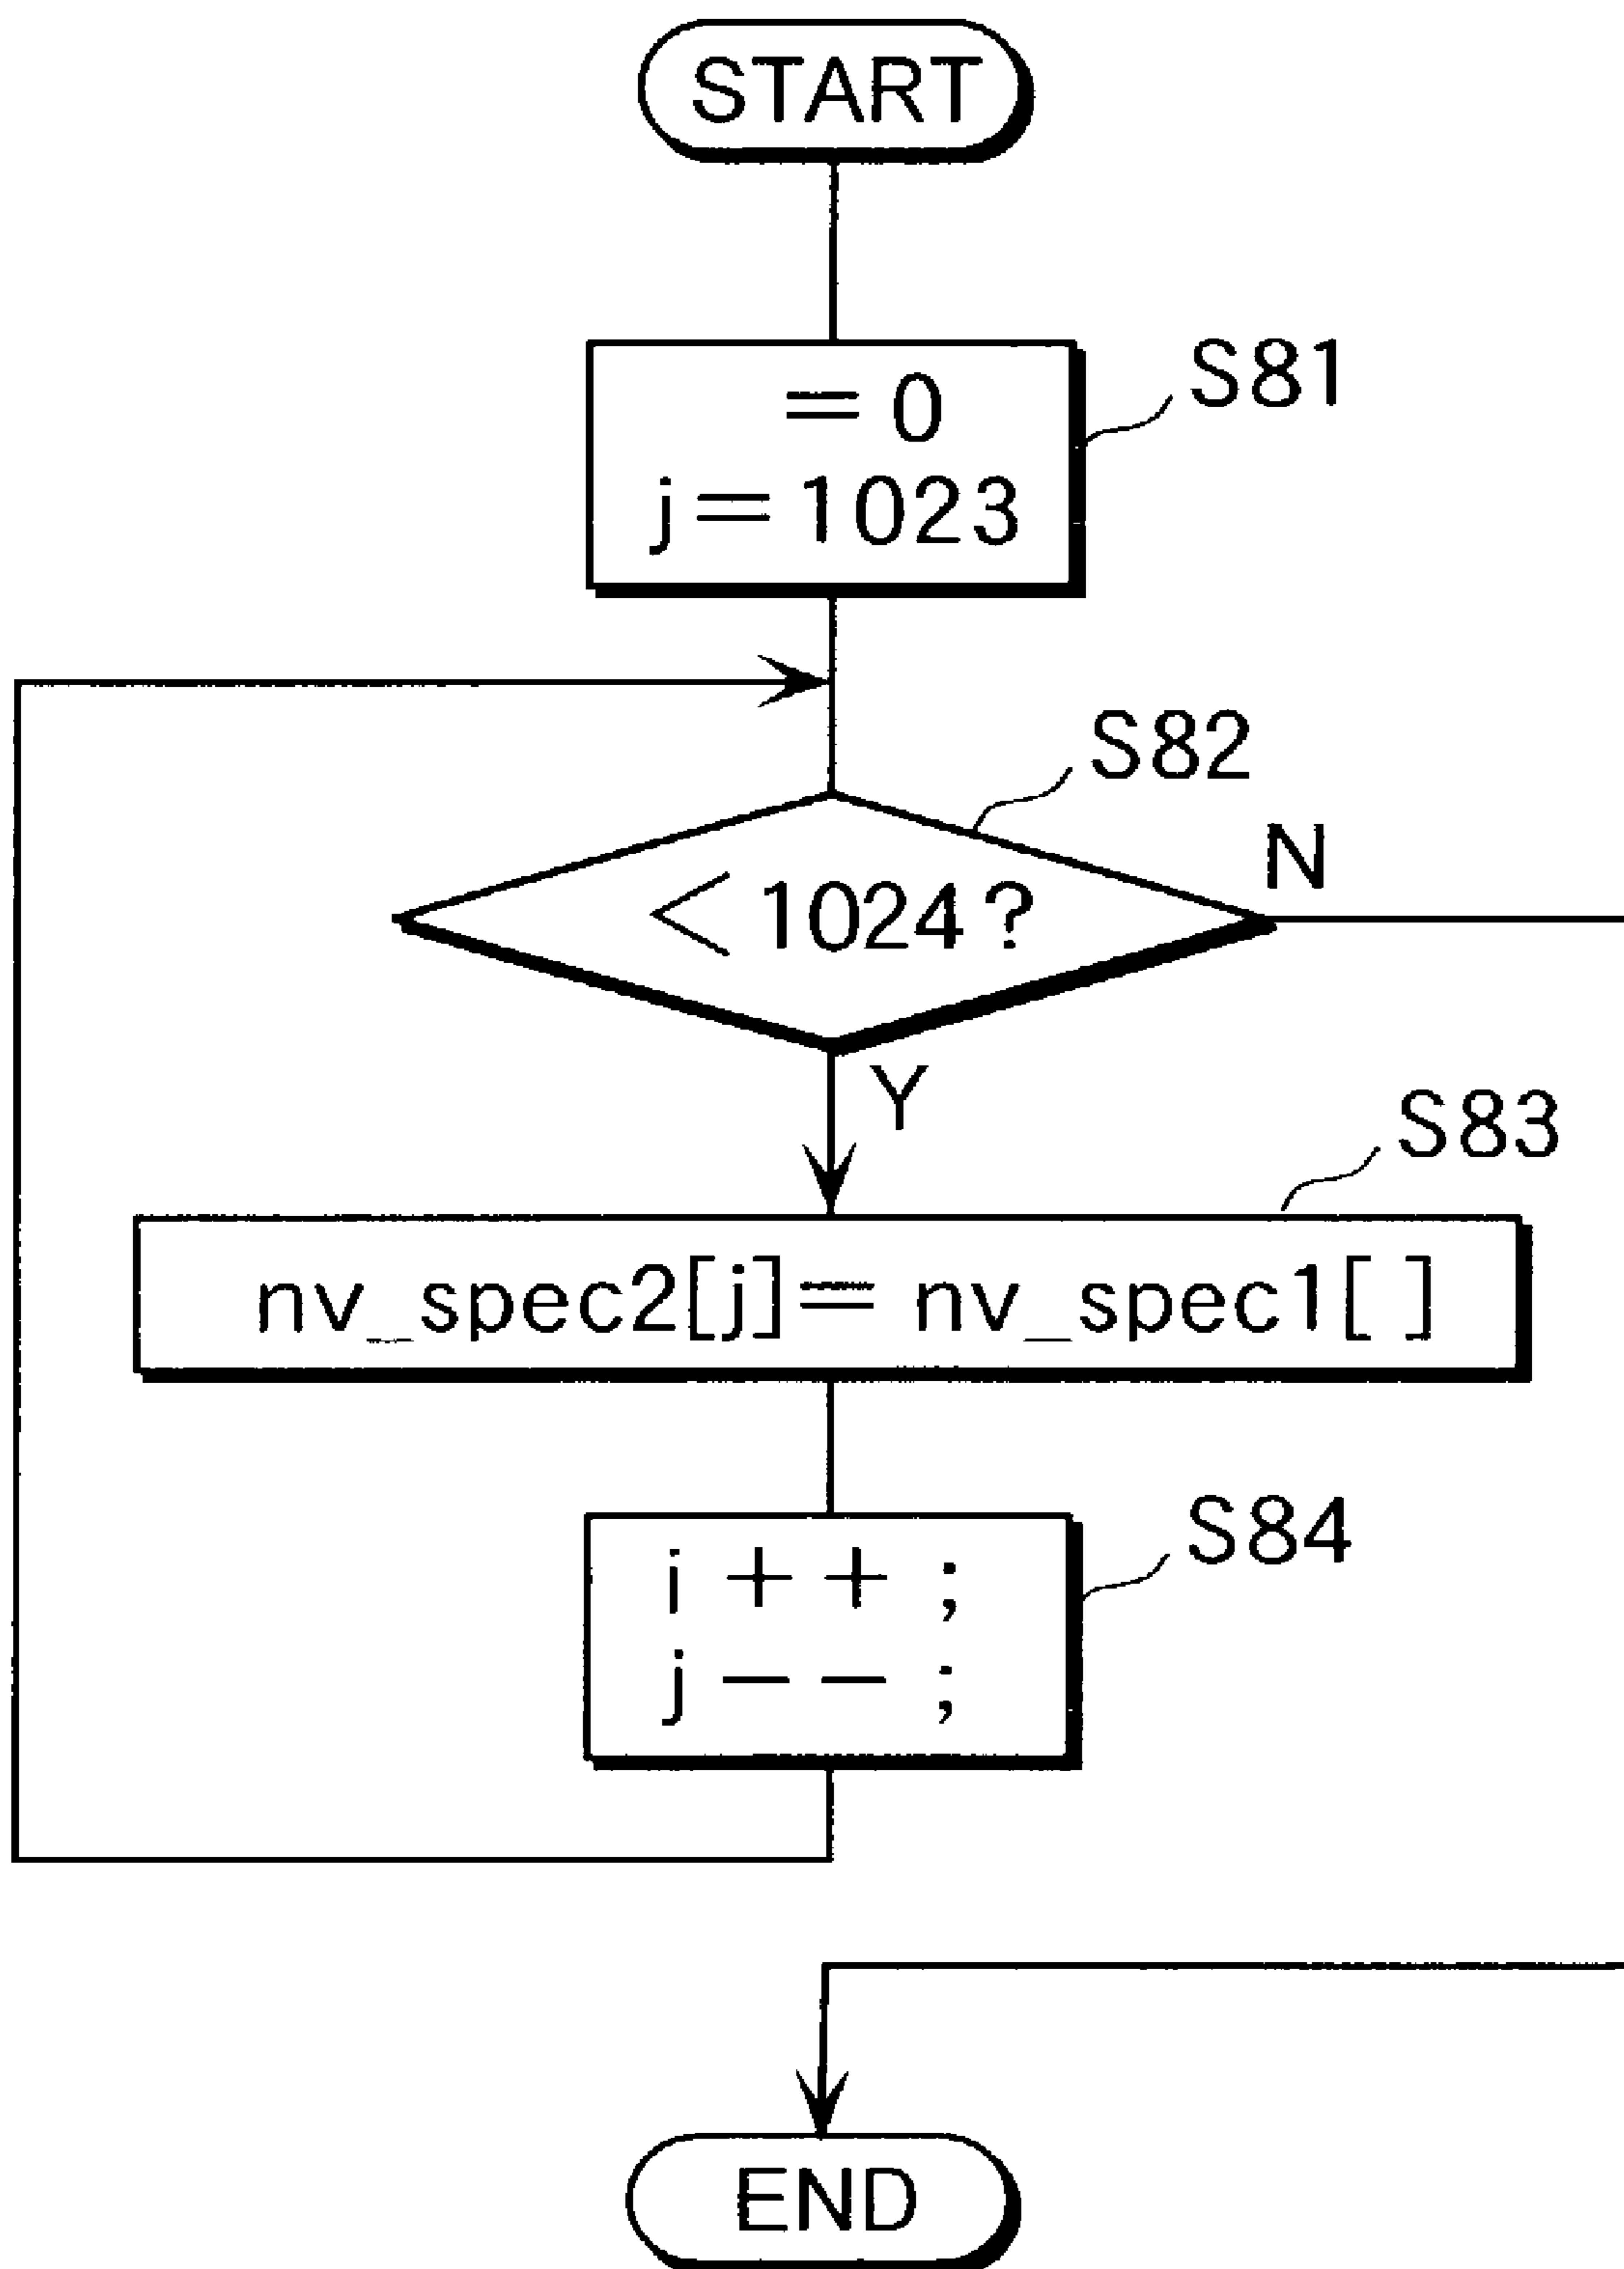 START
= 0
j = 1023
S81
S82
< 1024 ?
N
Y
S83
nv_spec2[j] = nv_spec1[ ]
S84
i + + ;
j - - ;
END